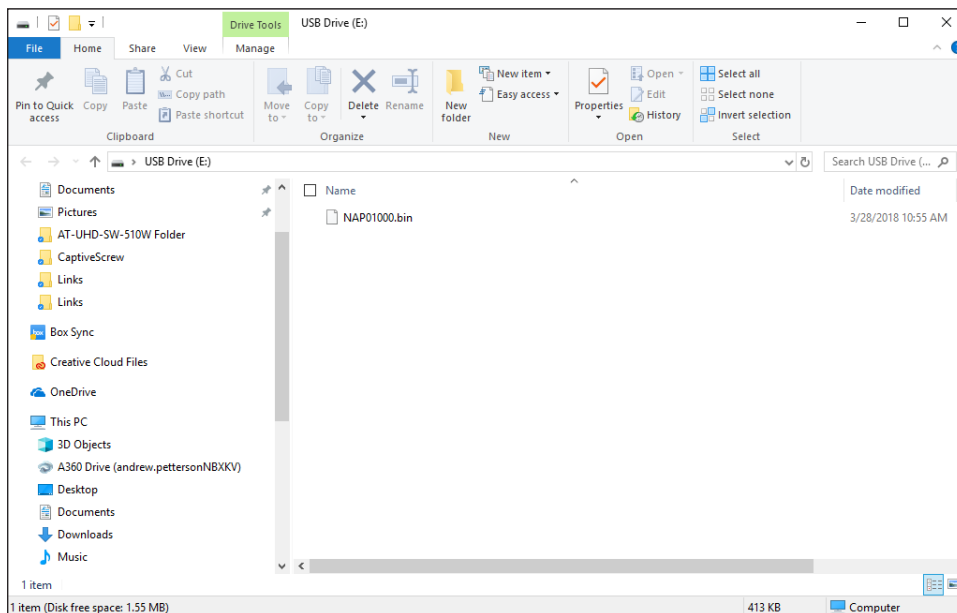 Drive Tools USB Drive (E:)
File Home Share View Manage
Pin to Quick access
Copy
Paste
Cut
Copy path
Paste shortcut
Clipboard
Move to
Copy to
Delete
Rename
Organize
New folder
New item
Easy access
New
Properties
Open
Edit
History
Open
Select all
Select none
Invert selection
Select
USB Drive (E:)
Search USB Drive (...
Documents
Pictures
AT-UHD-SW-510W Folder
CaptiveScrew
Links
Links
Box Sync
Creative Cloud Files
OneDrive
This PC
3D Objects
A360 Drive (andrew.pettersonNBXKV)
Desktop
Documents
Downloads
Music
Name Date modified
NAP01000.bin 3/28/2018 10:55 AM
1 item
1 item (Disk free space: 1.55 MB) 413 KB Computer